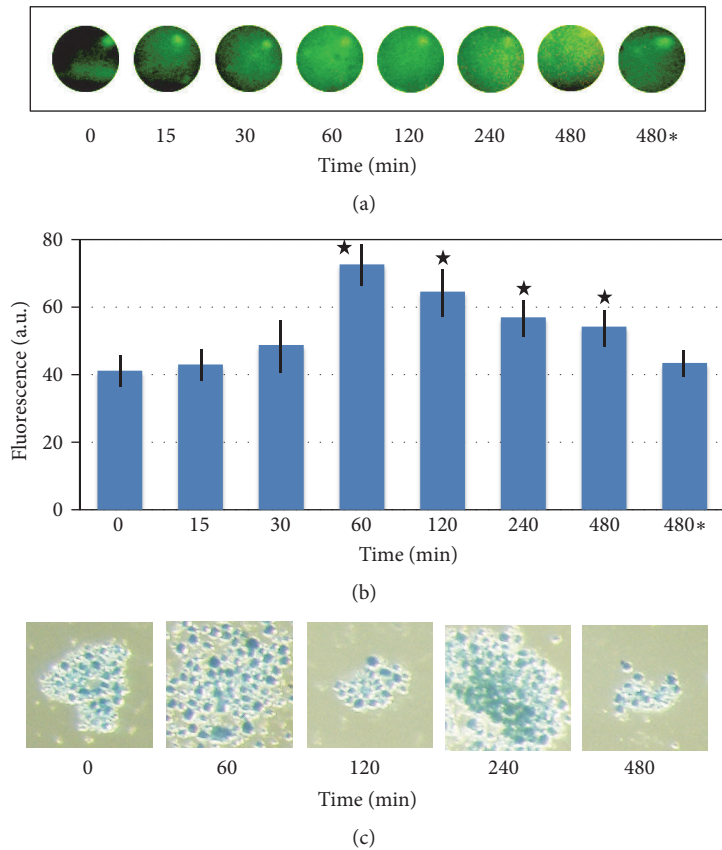 0 15 30 60 120 240 480 480*
Time (min)
(a)
80
60
40
20
0
Fluorescence (a.u.)
★ ★ ★ ★
0 15 30 60 120 240 480 480*
Time (min)
(b)
0 60 120 240 480
Time (min)
(c)